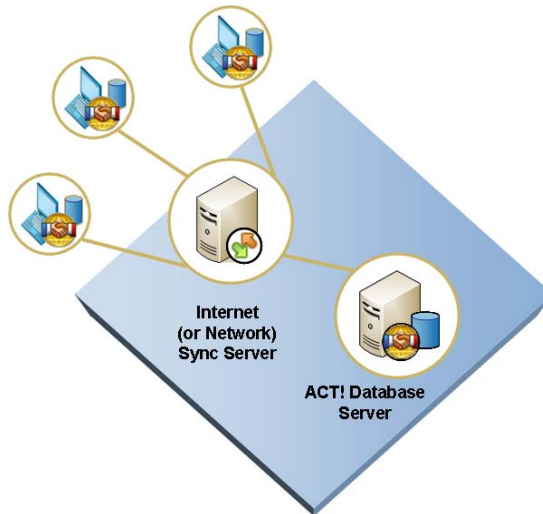 Internet
(or Network)
Sync Server
ACT! Database
Server